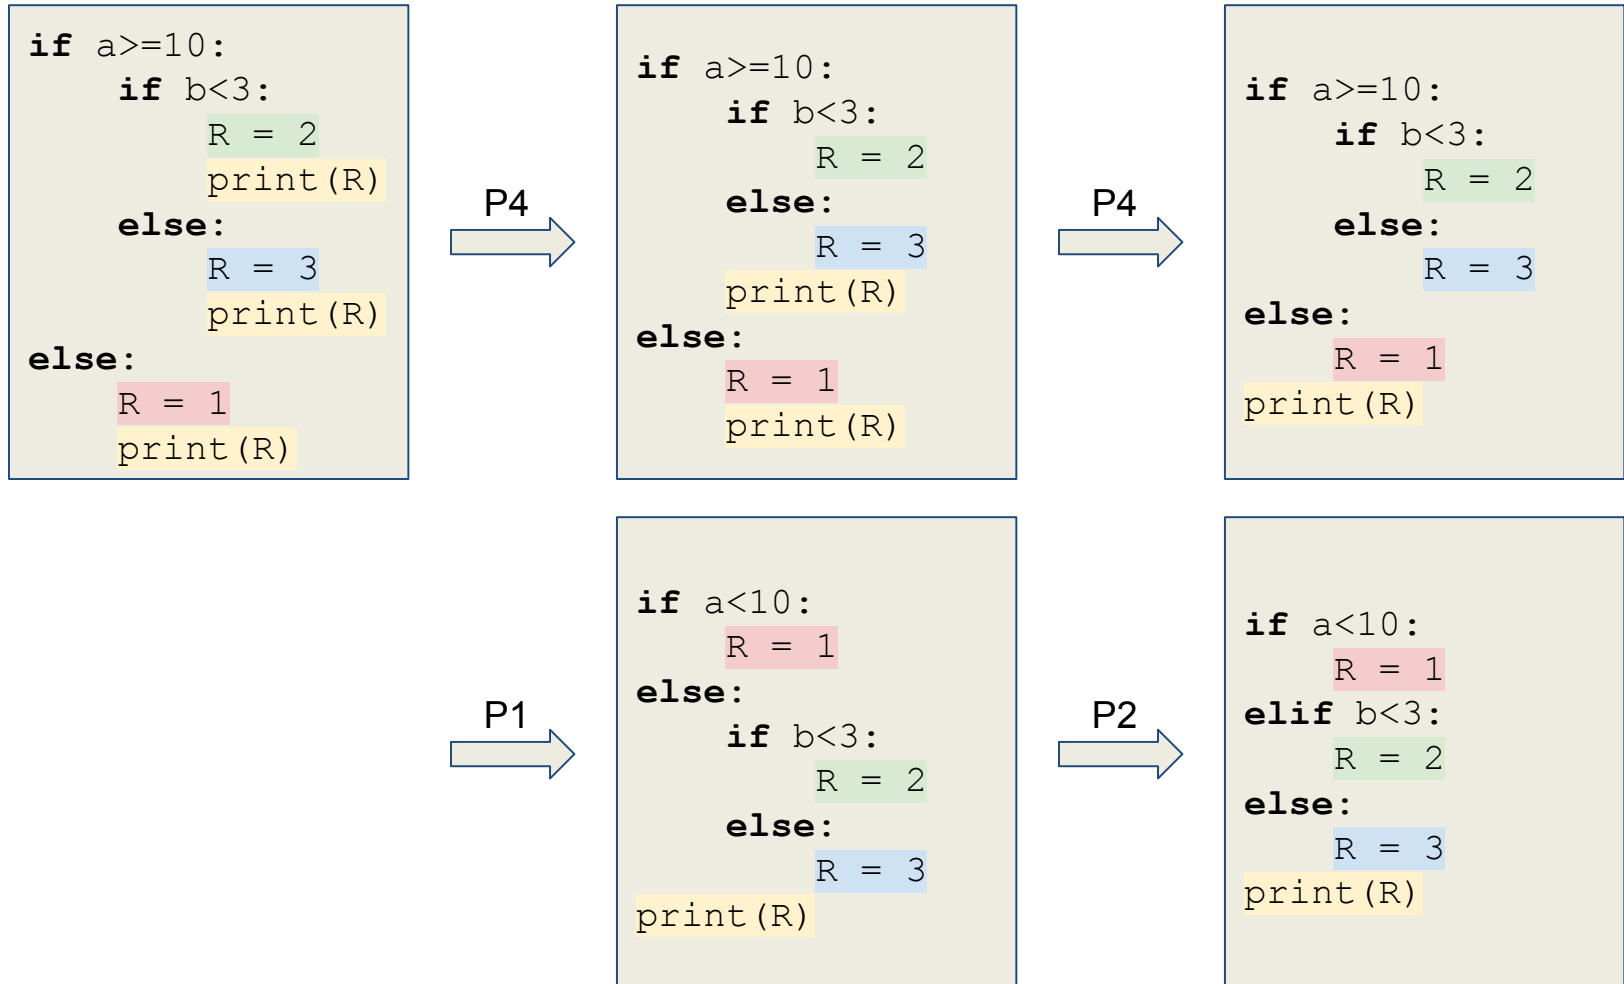 if a>=10:
    if b<3:
        R = 2
        print(R)
    else:
        R = 3
        print(R)
else:
    R = 1
    print(R)
P4
if a>=10:
    if b<3:
        R = 2
    else:
        R = 3
    print(R)
else:
    R = 1
    print(R)
P4
if a>=10:
    if b<3:
        R = 2
    else:
        R = 3
else:
    R = 1
print(R)
P1
if a<10:
    R = 1
else:
    if b<3:
        R = 2
    else:
        R = 3
print(R)
P2
if a<10:
    R = 1
elif b<3:
    R = 2
else:
    R = 3
print(R)